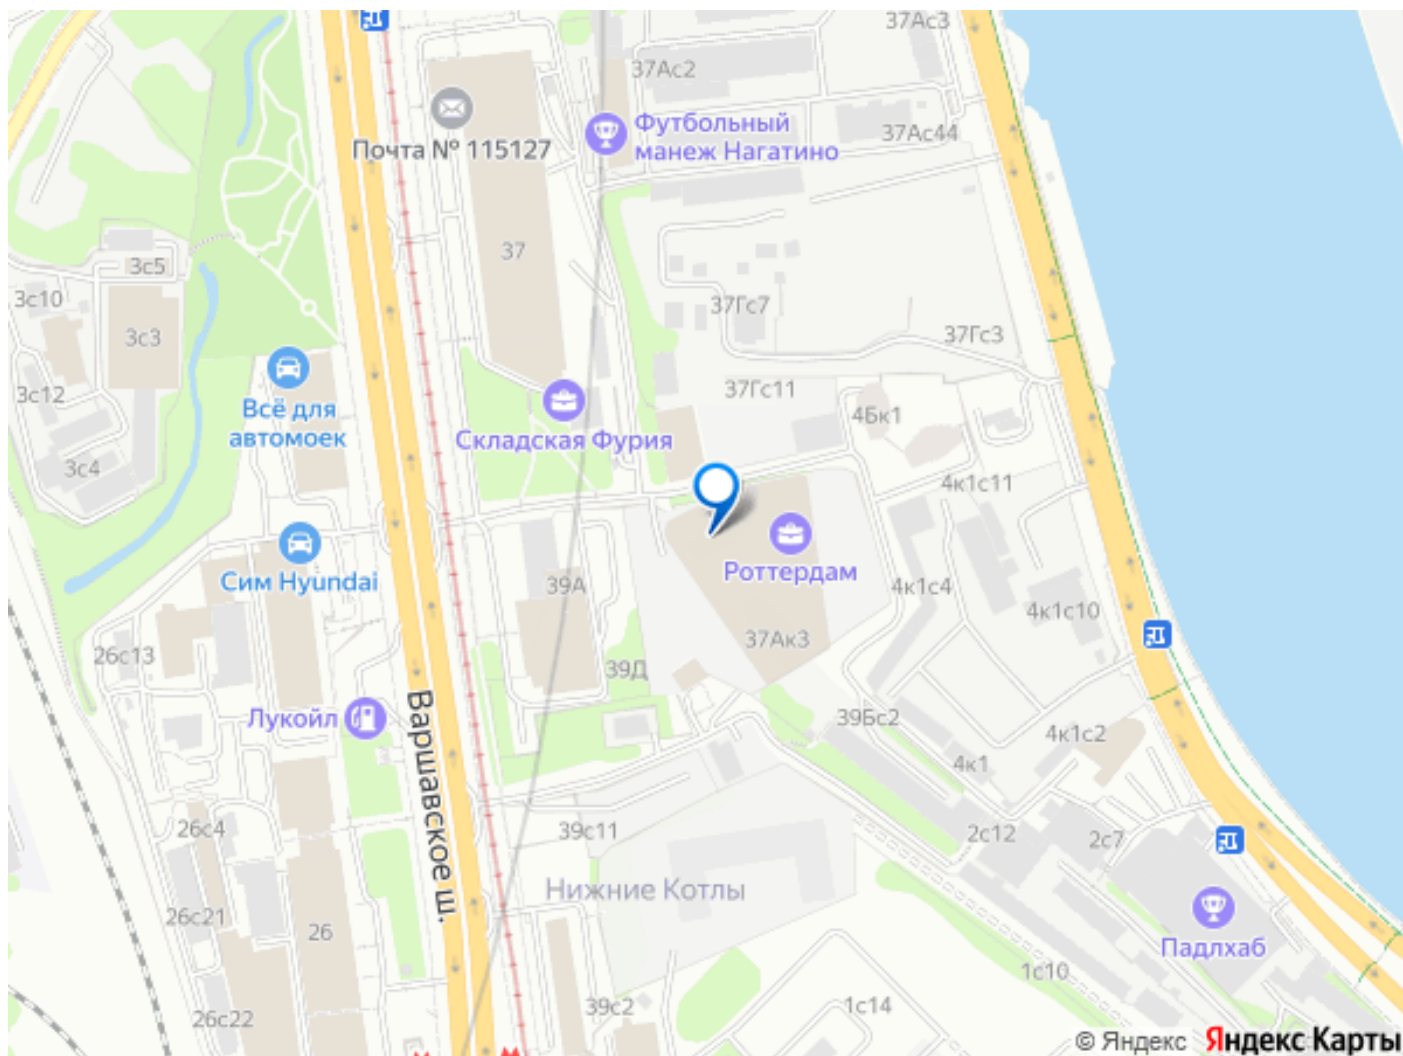 37Ас3
37Ас2
Футбольный
манеж Нагатино
37Ас44
Почта № 115127
37
3с5
3с10
3с3
37Гс7
37Гс3
3с12
37Гс11
4Бк1
Всё для
автомоек
Складская Фурия
3с4
4к1с11
Сим Hyundai
39А
Роттердам
4к1с4
4к1с10
37Ак3
26с13
39Д
Лукойл
Варшавское ш.
39Бс2
4к1с2
4к1
26с4
39с11
2с12
2с7
Нижние Котлы
26с21
26
Падлхаб
1с10
1с14
39с2
26с22
© Яндекс Яндекс Карты